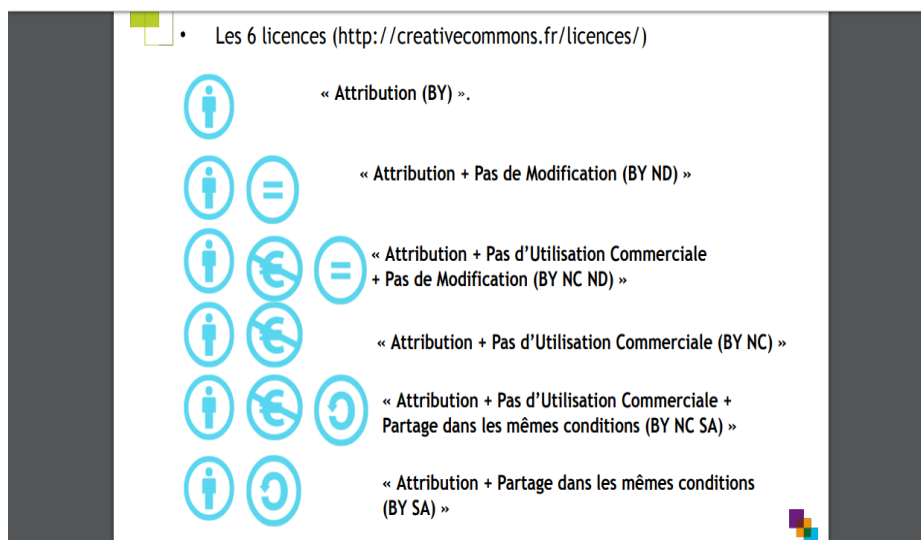 • Les 6 licences (http://creativecommons.fr/licences/)
« Attribution (BY) ».
« Attribution + Pas de Modification (BY ND) »
« Attribution + Pas d’Utilisation Commerciale
+ Pas de Modification (BY NC ND) »
« Attribution + Pas d’Utilisation Commerciale (BY NC) »
« Attribution + Pas d’Utilisation Commerciale +
Partage dans les mêmes conditions (BY NC SA) »
« Attribution + Partage dans les mêmes conditions
(BY SA) »